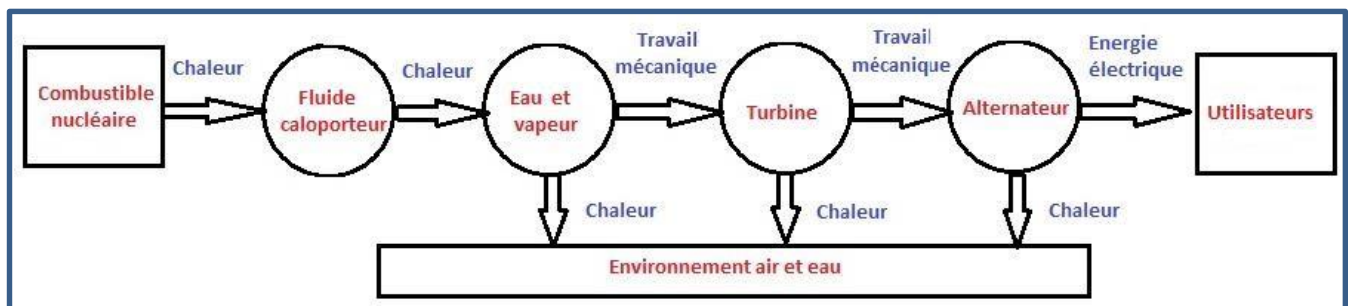 Combustible
nucléaire
Chaleur
Fluide
caloporteur
Chaleur
Eau et
vapeur
Travail
mécanique
Turbine
Travail
mécanique
Alternateur
Energie
électrique
Utilisateurs
Chaleur
Chaleur
Chaleur
Environnement air et eau